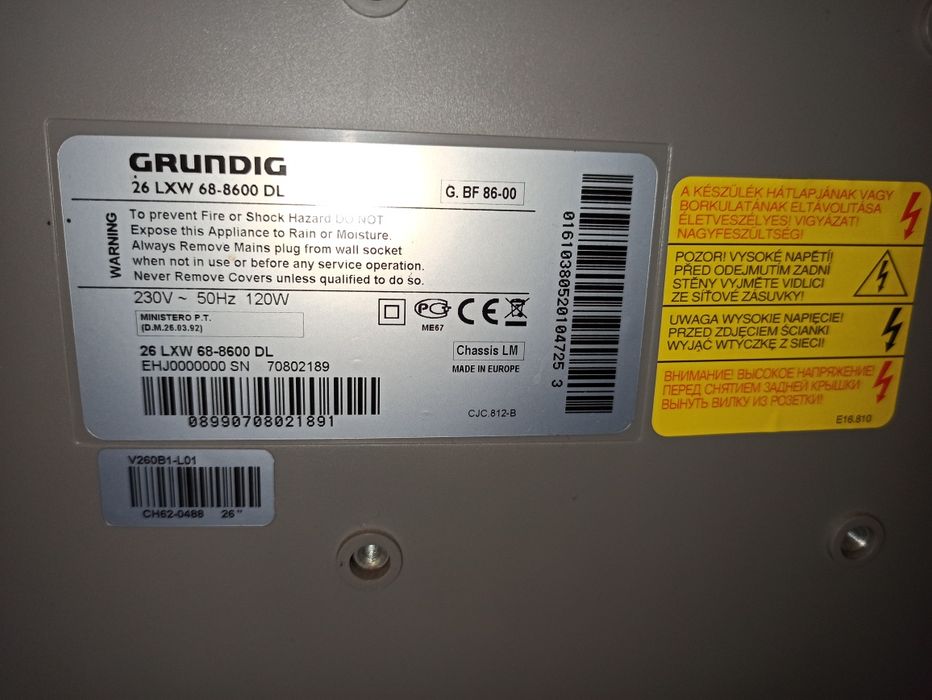 GRUNDIG
26 LXW 68-8600 DL
G. BF 86-00
WARNING
To prevent Fire or Shock Hazard DO NOT
Expose this Appliance to Rain or Moisture.
Always Remove Mains plug from wall socket
when not in use or before any service operation.
Never Remove Covers unless qualified to do so.
230V ~ 50Hz 120W
MINISTERO P.T.
(D.M.26.03.92)
PG
ME67
CE
26 LXW 68-8600 DL
EHJ0000000 SN 70802189
Chassis LM
MADE IN EUROPE
08990708021891
CJC.812-B
01610380520104725 3
V260B1-L01
CH62-0488 26"
A KÉSZÜLÉK HÁTLAPJÁNAK VAGY
BORKULATÁNAK ELTÁVOLÍTÁSA
ÉLETVESZÉLYES! VIGYÁZAT!
NAGYFESZÜLTSÉG!
POZOR! VYSOKÉ NAPĚTÍ!
PŘED ODEJMUTÍM ZADNÍ
STĚNY VYJMĚTE VIDLICI
ZE SÍŤOVÉ ZÁSUVKY!
UWAGA WYSOKIE NAPIĘCIE!
PRZED ZDJĘCIEM ŚCIANKI
WYJĄĆ WTYCZKĘ Z SIECI!
ВНИМАНИЕ! ВЫСОКОЕ НАПРЯЖЕНИЕ!
ПЕРЕД СНЯТИЕМ ЗАДНЕЙ КРЫШКИ
ВЫНУТЬ ВИЛКУ ИЗ РОЗЕТКИ!
E16.810